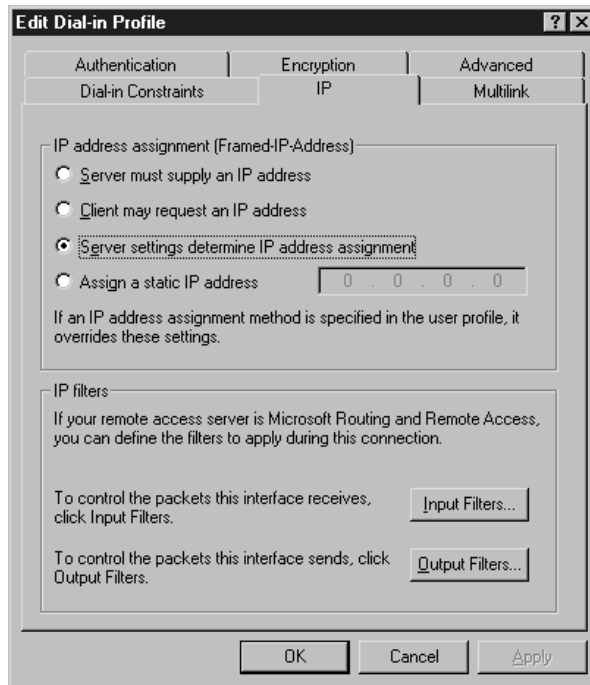 Edit Dial-in Profile
Authentication Encryption Advanced
Dial-in Constraints IP Multilink
IP address assignment (Framed-IP-Address)
Server must supply an IP address
Client may request an IP address
Server settings determine IP address assignment
Assign a static IP address 0 . 0 . 0 . 0
If an IP address assignment method is specified in the user profile, it
overrides these settings.
IP filters
If your remote access server is Microsoft Routing and Remote Access,
you can define the filters to apply during this connection.
To control the packets this interface receives,
click Input Filters.
Input Filters...
To control the packets this interface sends, click
Output Filters.
Output Filters...
OK Cancel Apply